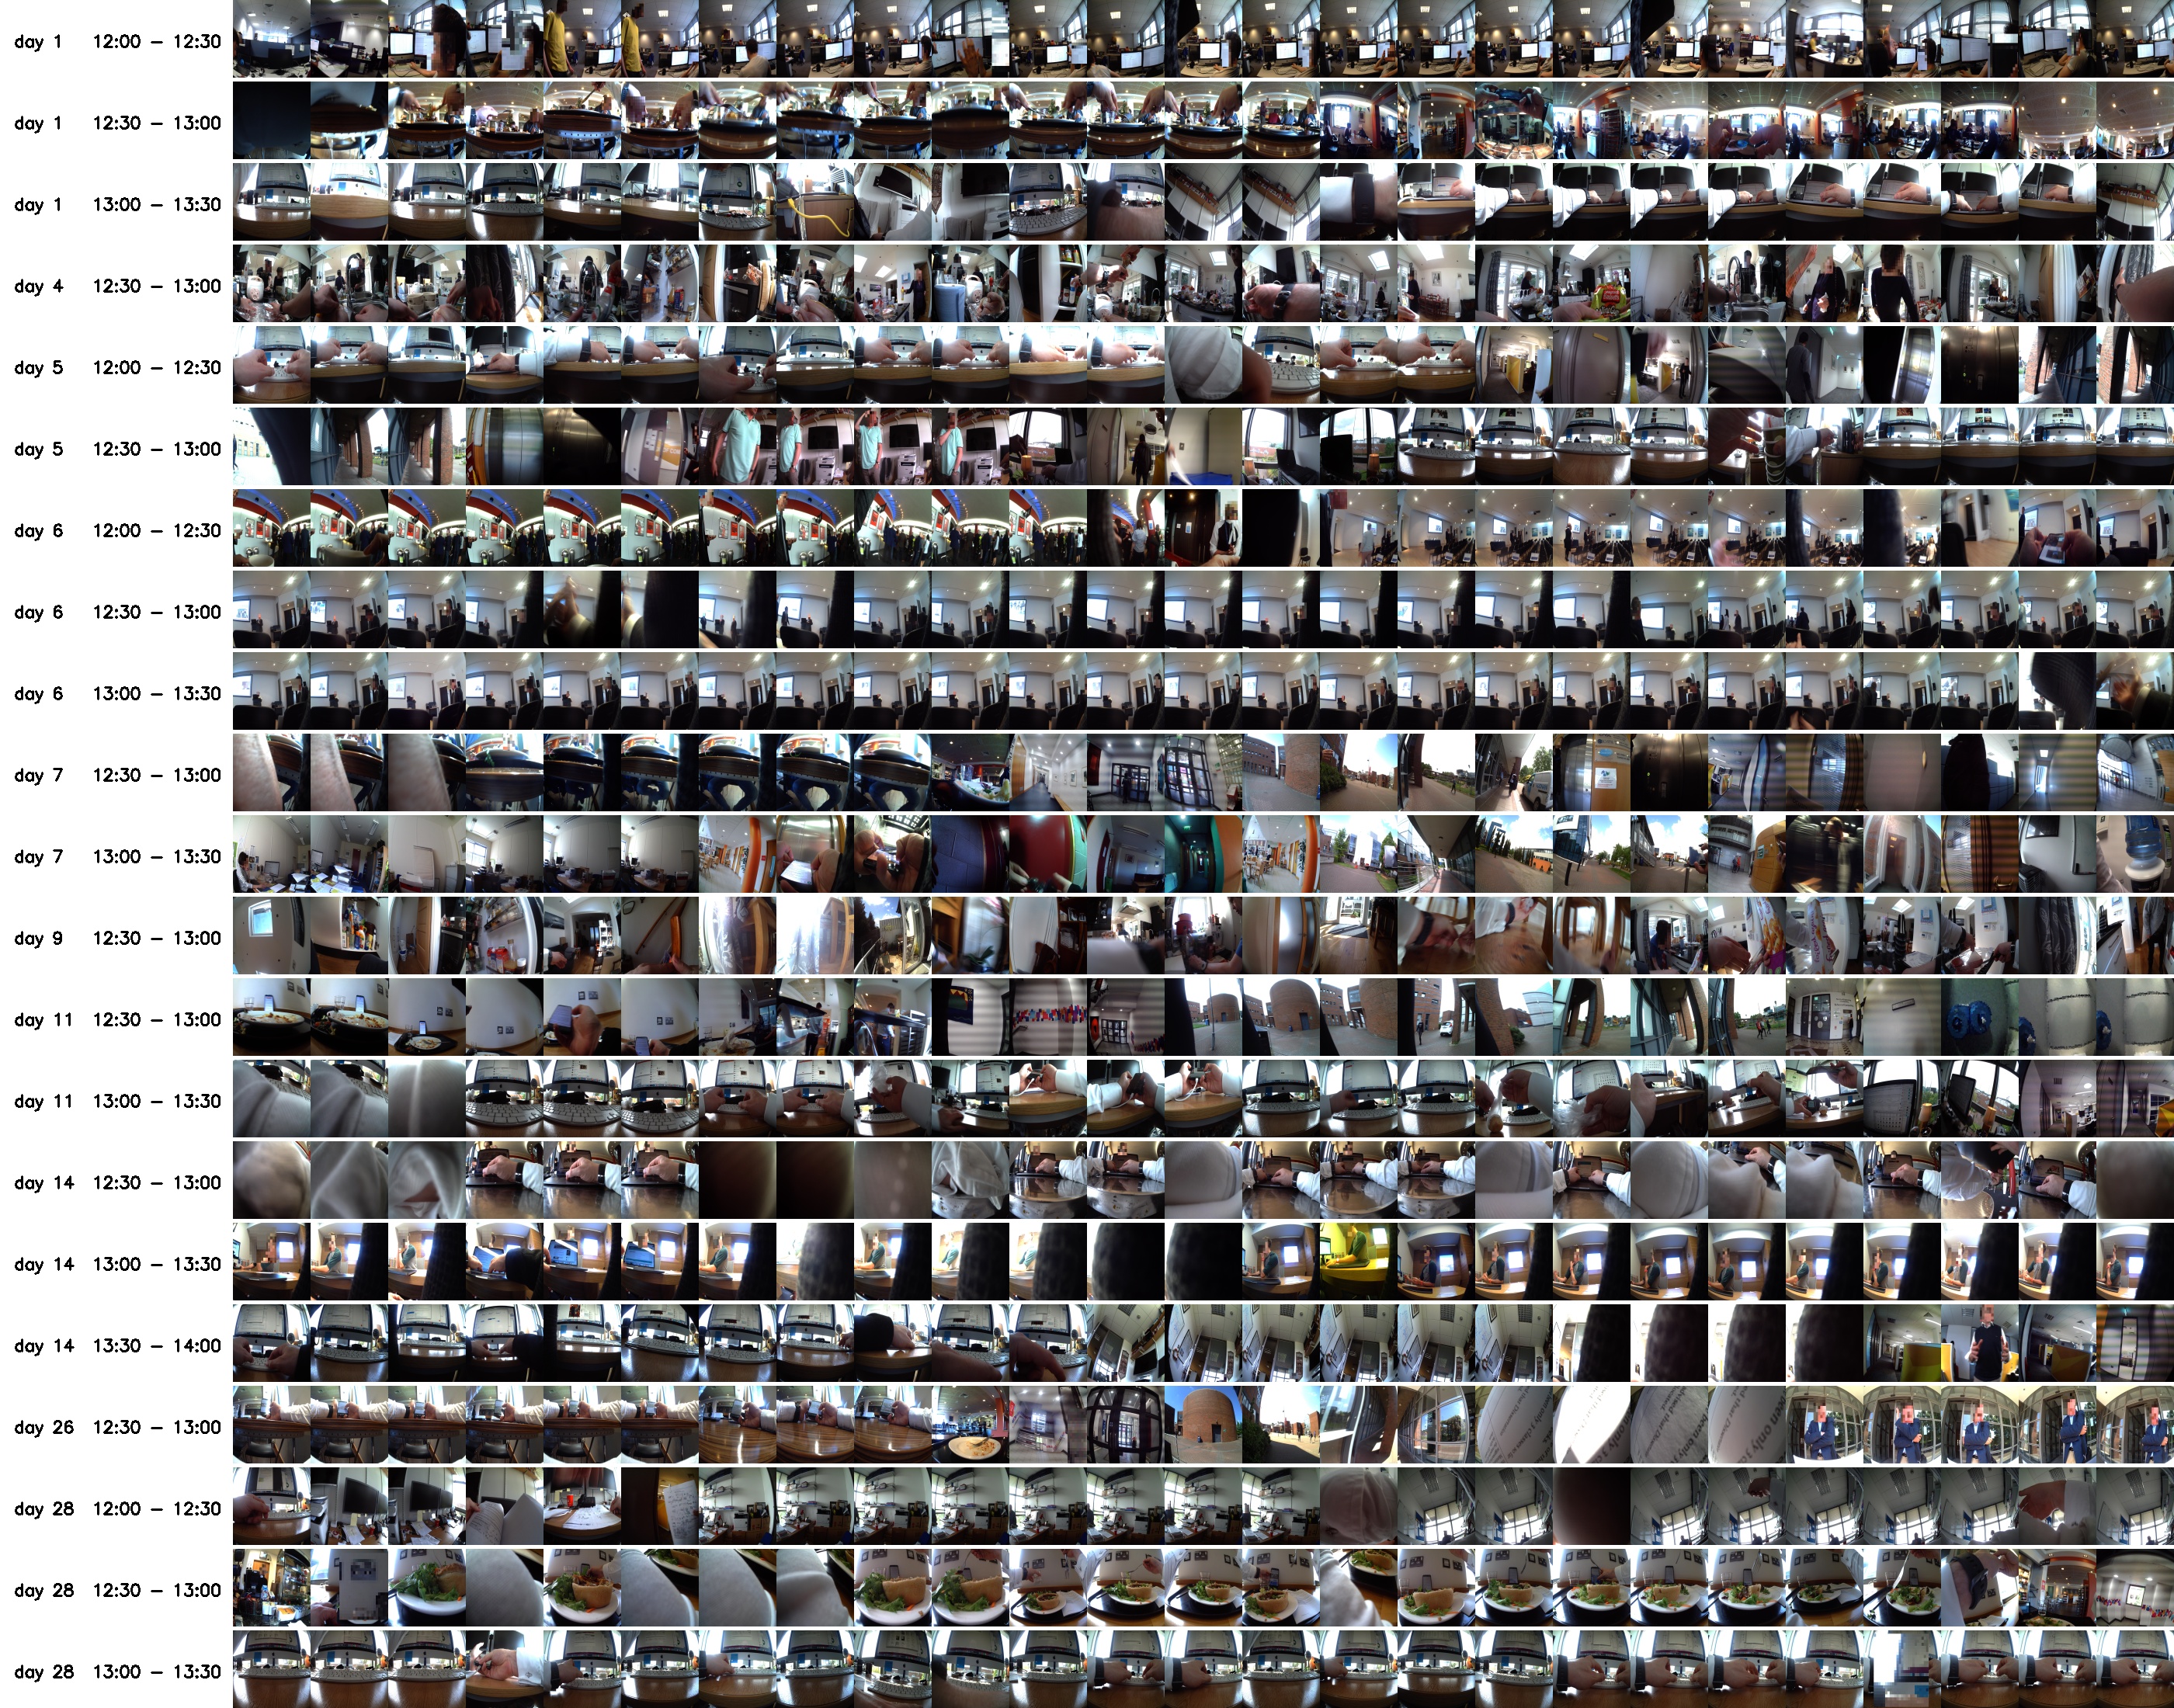 day 1 12:00 - 12:30
day 1 12:30 - 13:00
day 1 13:00 - 13:30
day 4 12:30 - 13:00
day 5 12:00 - 12:30
day 5 12:30 - 13:00
day 6 12:00 - 12:30
day 6 12:30 - 13:00
day 6 13:00 - 13:30
day 7 12:30 - 13:00
day 7 13:00 - 13:30
day 9 12:30 - 13:00
day 11 12:30 - 13:00
day 11 13:00 - 13:30
day 14 12:30 - 13:00
day 14 13:00 - 13:30
day 14 13:30 - 14:00
day 26 12:30 - 13:00
day 28 12:00 - 12:30
day 28 12:30 - 13:00
day 28 13:00 - 13:30